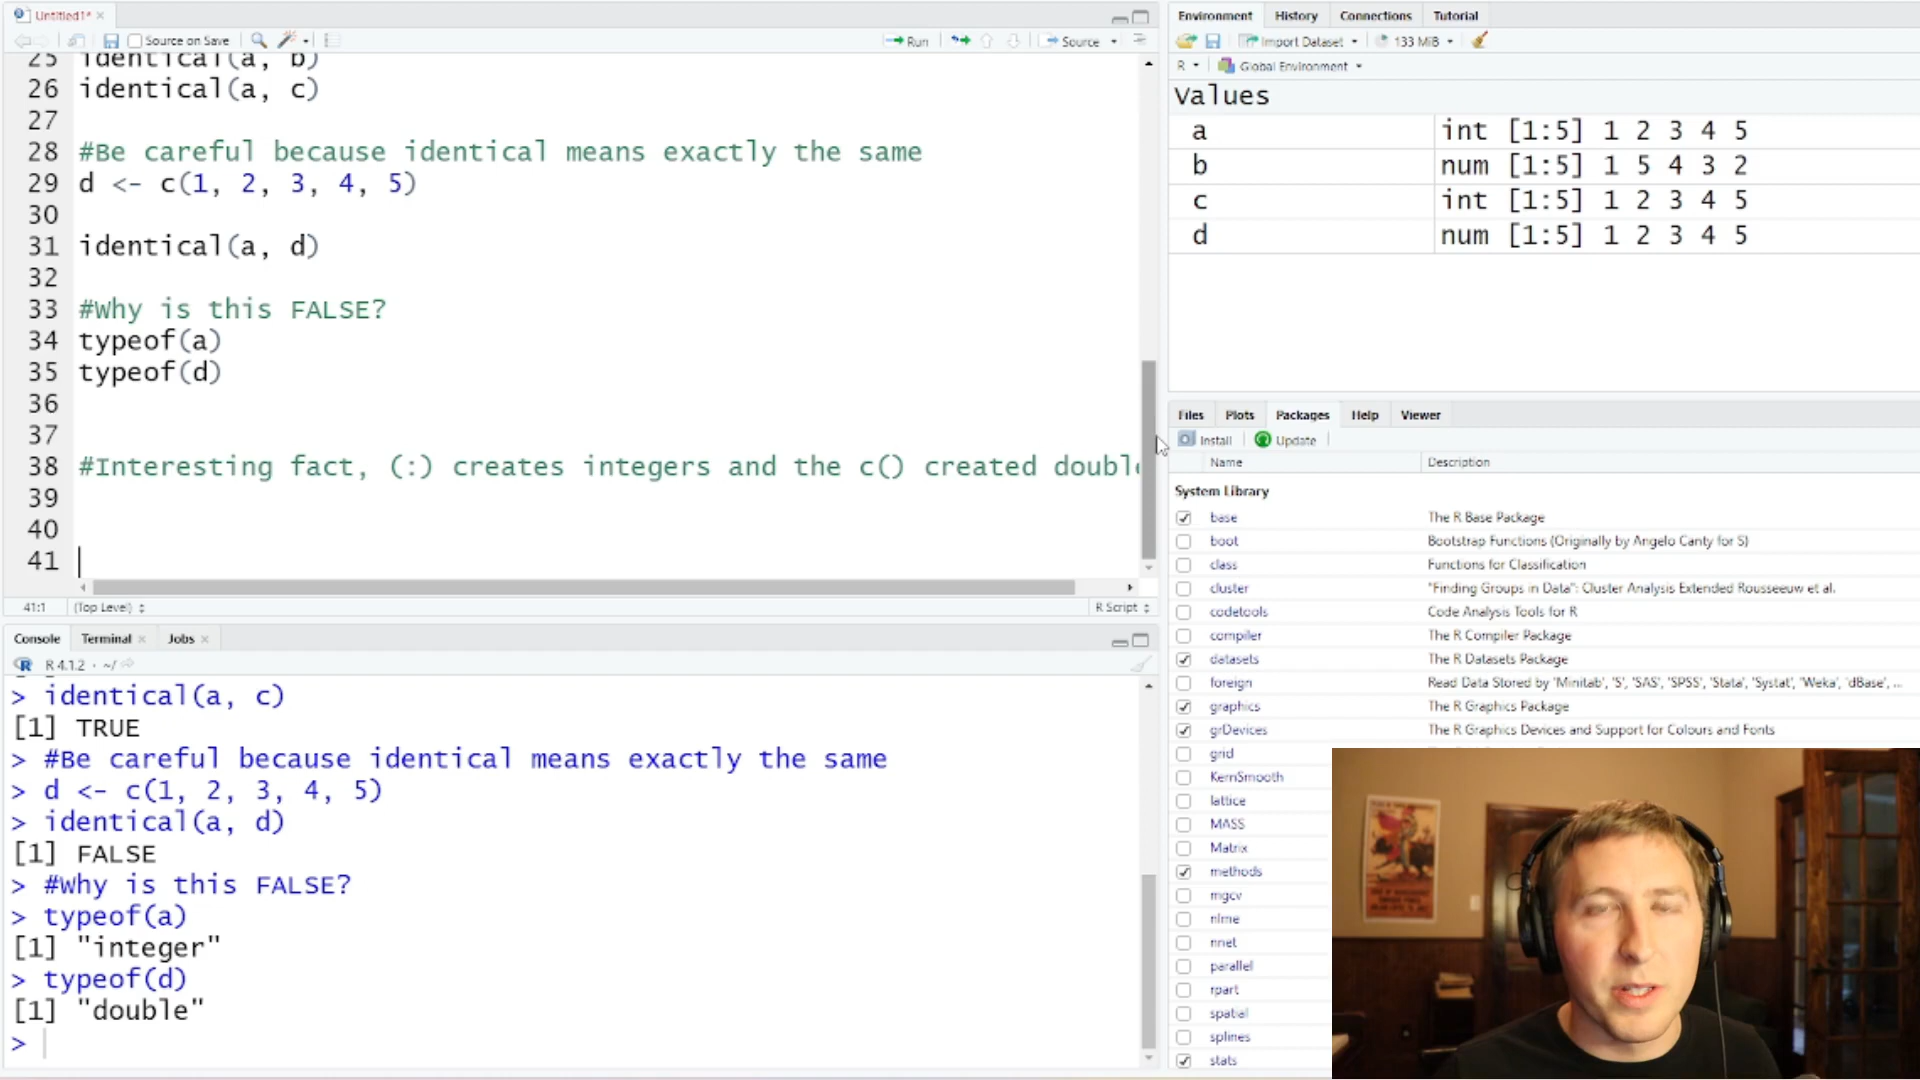 Untitled1*
Source on Save
Run
Source
25 identical(a, b)
26 identical(a, c)
27
28 #Be careful because identical means exactly the same
29 d <- c(1, 2, 3, 4, 5)
30
31 identical(a, d)
32
33 #Why is this FALSE?
34 typeof(a)
35 typeof(d)
36
37
38 #Interesting fact, (:) creates integers and the c() created double
39
40
41
41:1 (Top Level)
R Script
Console Terminal Jobs
R 4.1.2 · ~/
> identical(a, c)
[1] TRUE
> #Be careful because identical means exactly the same
> d <- c(1, 2, 3, 4, 5)
> identical(a, d)
[1] FALSE
> #Why is this FALSE?
> typeof(a)
[1] "integer"
> typeof(d)
[1] "double"
>
Environment History Connections Tutorial
Import Dataset 133 MiB
R Global Environment
Values
a int [1:5] 1 2 3 4 5
b num [1:5] 1 5 4 3 2
c int [1:5] 1 2 3 4 5
d num [1:5] 1 2 3 4 5
Files Plots Packages Help Viewer
Install Update
Name Description
System Library
base The R Base Package
boot Bootstrap Functions (Originally by Angelo Canty for S)
class Functions for Classification
cluster "Finding Groups in Data": Cluster Analysis Extended Rousseeuw et al.
codetools Code Analysis Tools for R
compiler The R Compiler Package
datasets The R Datasets Package
foreign Read Data Stored by 'Minitab', 'S', 'SAS', 'SPSS', 'Stata', 'Systat', 'Weka', 'dBase', ...
graphics The R Graphics Package
grDevices The R Graphics Devices and Support for Colours and Fonts
grid
KernSmooth
lattice
MASS
Matrix
methods
mgcv
nlme
nnet
parallel
rpart
spatial
splines
stats